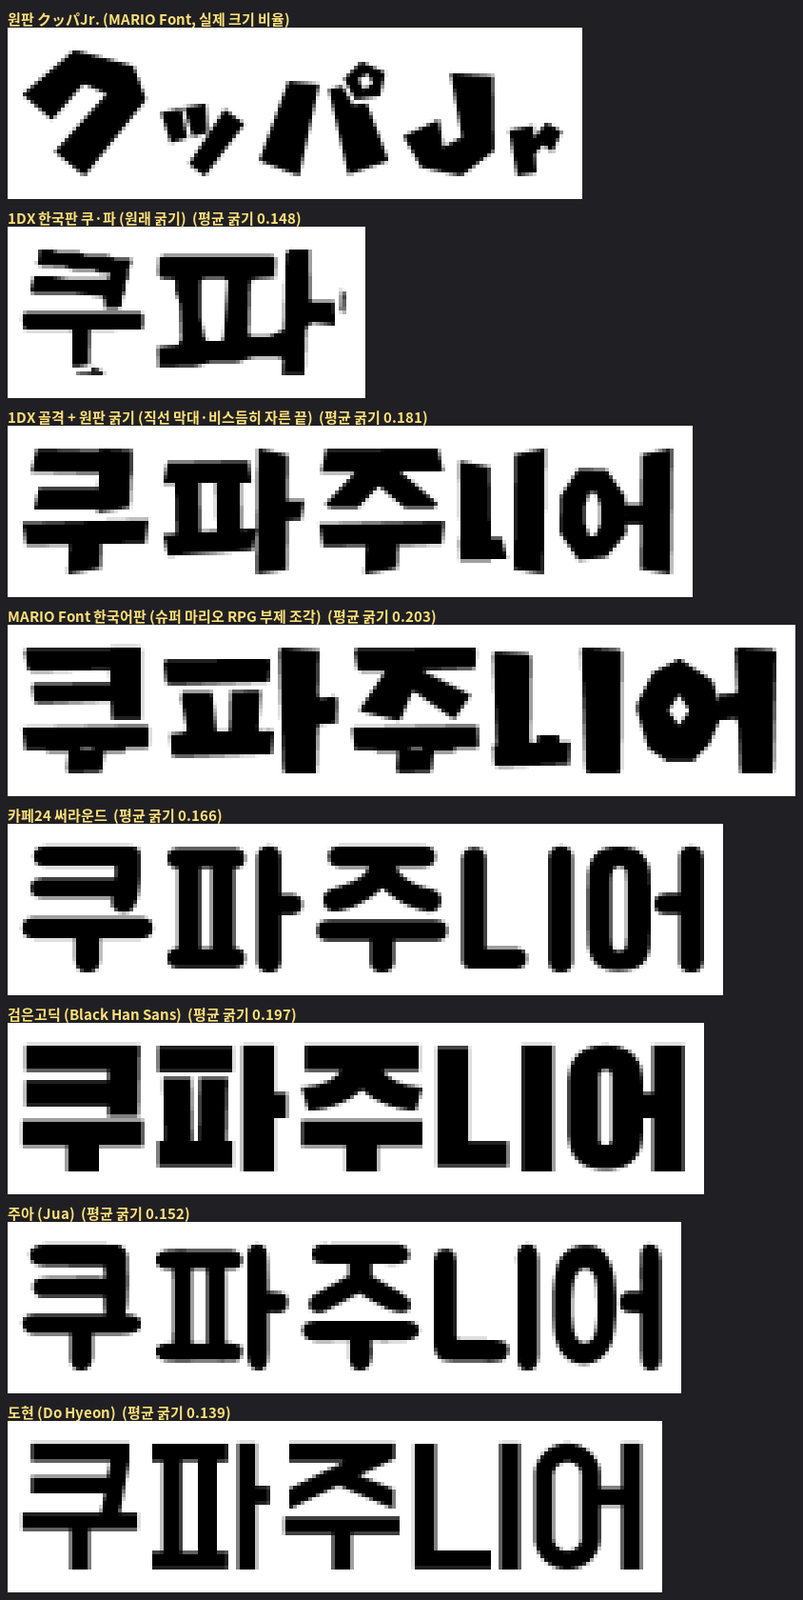 원판 クッパJr. (MARIO Font, 실제 크기 비율)
クッパJr
1DX 한국판 쿠·파 (원래 굵기) (평균 굵기 0.148)
쿠파
1DX 골격 + 원판 굵기 (직선 막대·비스듬히 자른 끝) (평균 굵기 0.181)
쿠파주니어
MARIO Font 한국어판 (슈퍼 마리오 RPG 부제 조각) (평균 굵기 0.203)
쿠파주니어
카페24 써라운드 (평균 굵기 0.166)
쿠파주니어
검은고딕 (Black Han Sans) (평균 굵기 0.197)
쿠파주니어
주아 (Jua) (평균 굵기 0.152)
쿠파주니어
도현 (Do Hyeon) (평균 굵기 0.139)
쿠파주니어